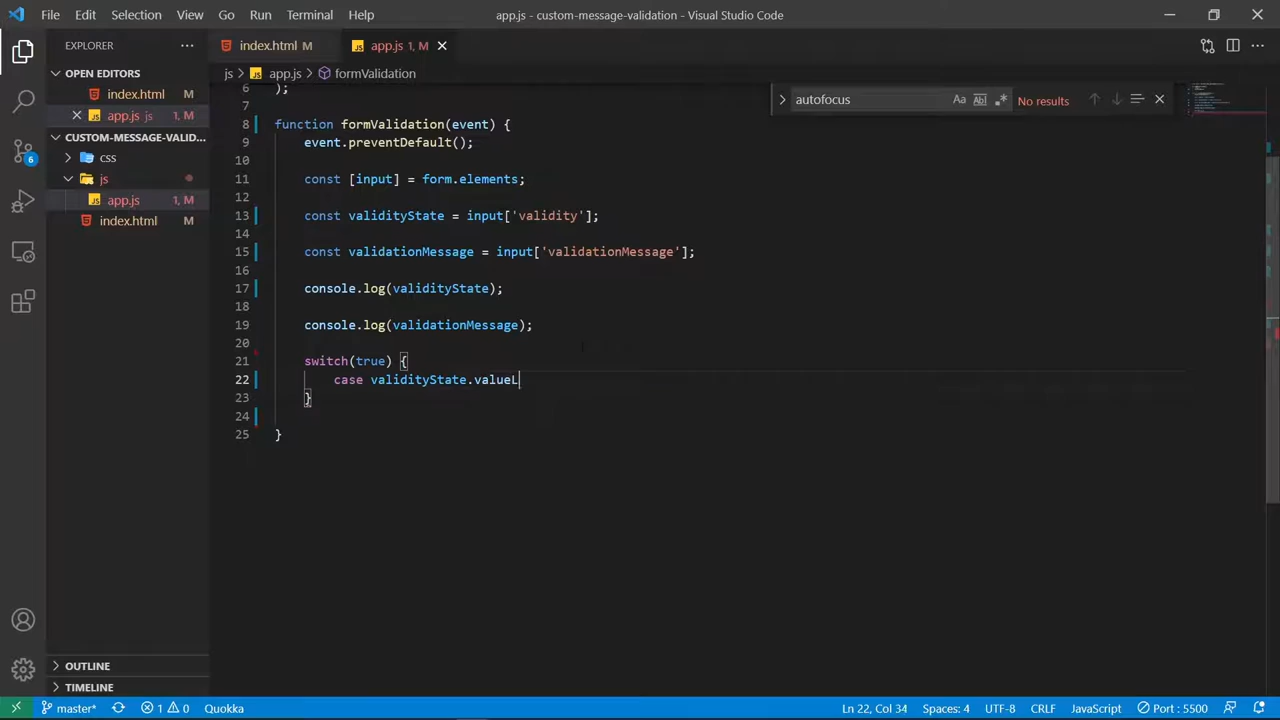 File Edit Selection View Go Run Terminal Help app.js - custom-message-validation - Visual Studio Code
EXPLORER
index.html M
app.js 1, M
OPEN EDITORS
index.html M
app.js js 1, M
CUSTOM-MESSAGE-VALID...
css
js
app.js 1, M
index.html M
6
OUTLINE
TIMELINE
js > app.js > formValidation
autofocus Aa Abl .* No results
6 );
7
8 function formValidation(event) {
9 event.preventDefault();
10
11 const [input] = form.elements;
12
13 const validityState = input['validity'];
14
15 const validationMessage = input['validationMessage'];
16
17 console.log(validityState);
18
19 console.log(validationMessage);
20
21 switch(true) {
22 case validityState.valueL
23 }
24
25 }
master* 1 0 Quokka Ln 22, Col 34 Spaces: 4 UTF-8 CRLF JavaScript Port : 5500